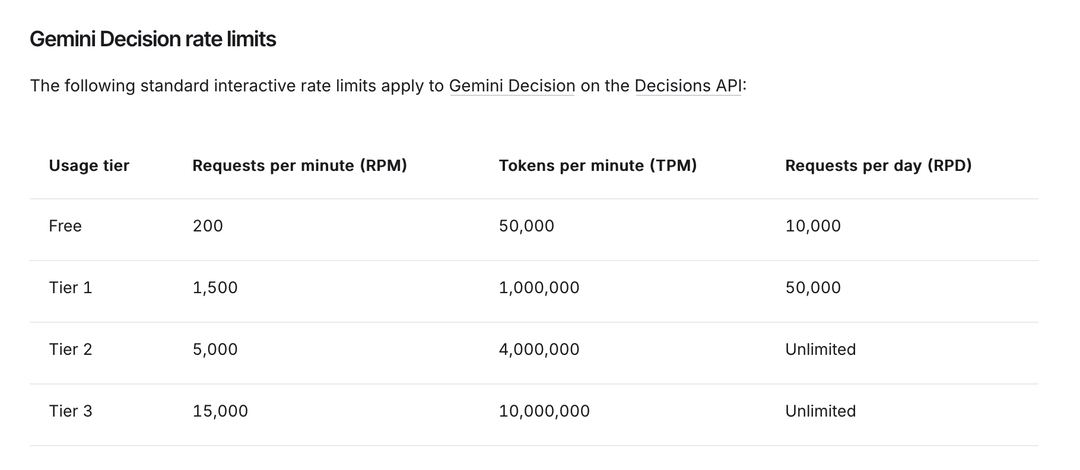 Gemini Decision rate limits
The following standard interactive rate limits apply to Gemini Decision on the Decisions API:
Usage tier Requests per minute (RPM) Tokens per minute (TPM) Requests per day (RPD)
Free 200 50,000 10,000
Tier 1 1,500 1,000,000 50,000
Tier 2 5,000 4,000,000 Unlimited
Tier 3 15,000 10,000,000 Unlimited